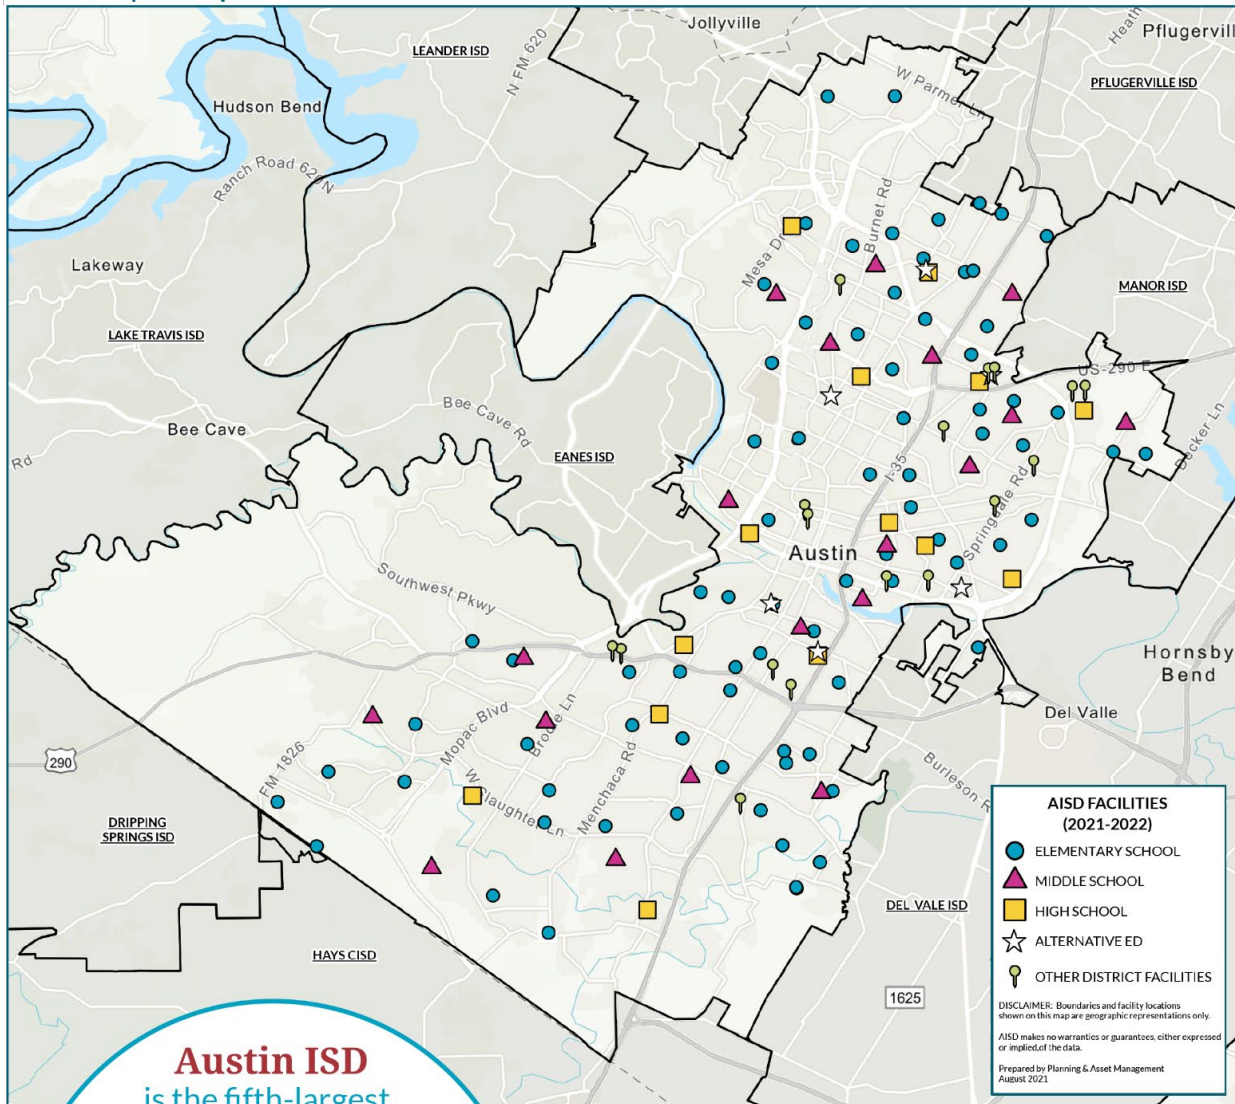 Jollyville
Pflugervill
Heath
LEANDER ISD
N FM 620
W Parmer Ln
PFLUGERVILLE ISD
Hudson Bend
Ranch Road 620 N
Burnet Rd
Mesa Dr
Lakeway
MANOR ISD
LAKE TRAVIS ISD
US-290 E
Bee Cave Rd
Bee Cave
Decker Ln
EANES ISD
Rd
I-35
Springdale Rd
Austin
Southwest Pkwy
Hornsby
Bend
Mopac Blvd
Brodie Ln
Del Valle
FM 1826
290
Menchaca Rd
W Slaughter Ln
Burleson R
DRIPPING
SPRINGS ISD
DEL VALE ISD
HAYS CISD
1625
AISD FACILITIES
(2021-2022)
ELEMENTARY SCHOOL
MIDDLE SCHOOL
HIGH SCHOOL
ALTERNATIVE ED
OTHER DISTRICT FACILITIES
DISCLAIMER: Boundaries and facility locations
shown on this map are geographic representations only.
AISD makes no warranties or guarantees, either expressed
or implied,of the data.
Prepared by Planning & Asset Management
August 2021
Austin ISD
is the fifth-largest